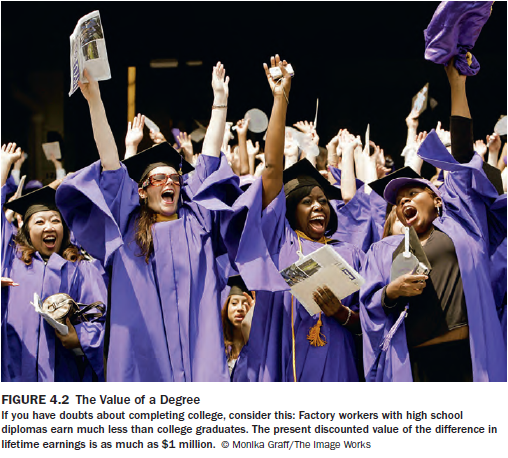 FIGURE 4.2 The Value of a Degree
If you have doubts about completing college, consider this: Factory workers with high school
diplomas earn much less than college graduates. The present discounted value of the difference in
lifetime earnings is as much as $1 million. © Monika Graff/The Image Works